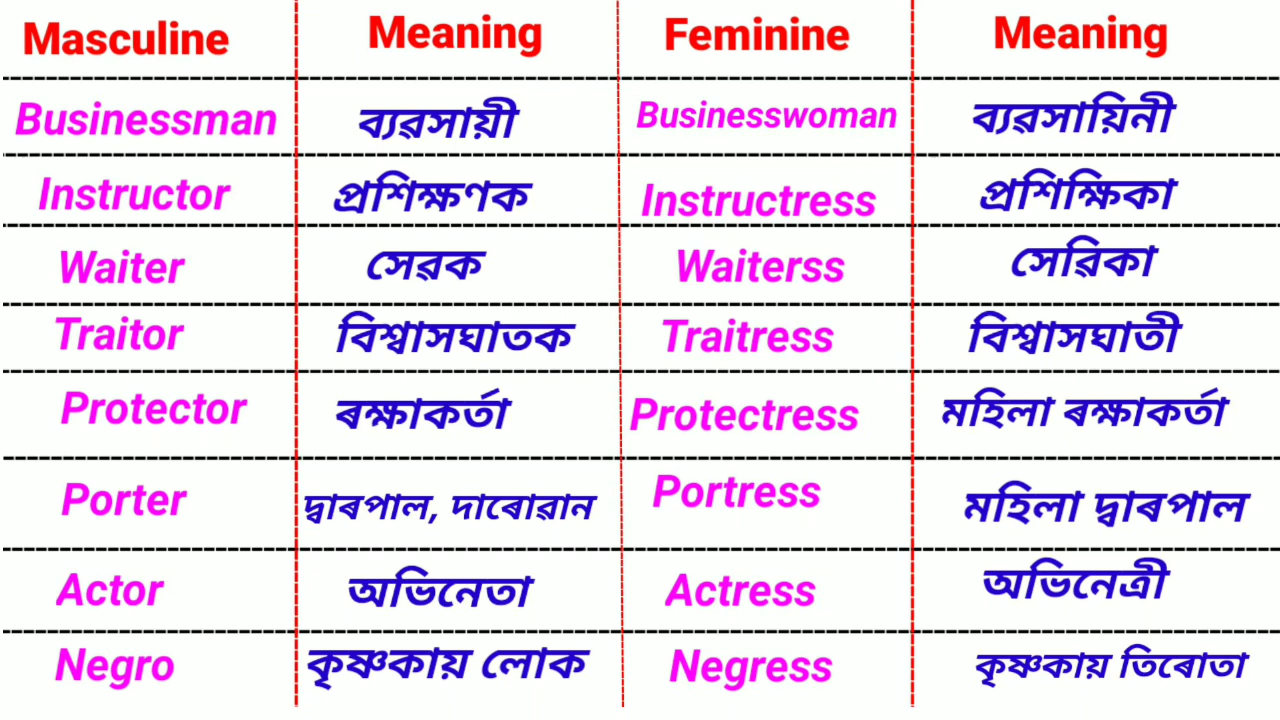 Masculine Meaning Feminine Meaning
Businessman ব্যৱসায়ী Businesswoman ব্যৱসায়িনী
Instructor প্ৰশিক্ষণক Instructress প্ৰশিক্ষিকা
Waiter সেৱক Waiterss সেৱিকা
Traitor বিশ্বাসঘাতক Traitress বিশ্বাসঘাতী
Protector ৰক্ষাকৰ্তা Protectress মহিলা ৰক্ষাকৰ্তা
Porter দ্বাৰপাল, দাৰোৱান Portress মহিলা দ্বাৰপাল
Actor অভিনেতা Actress অভিনেত্ৰী
Negro কৃষ্ণকায় লোক Negress কৃষ্ণকায় তিৰোতা